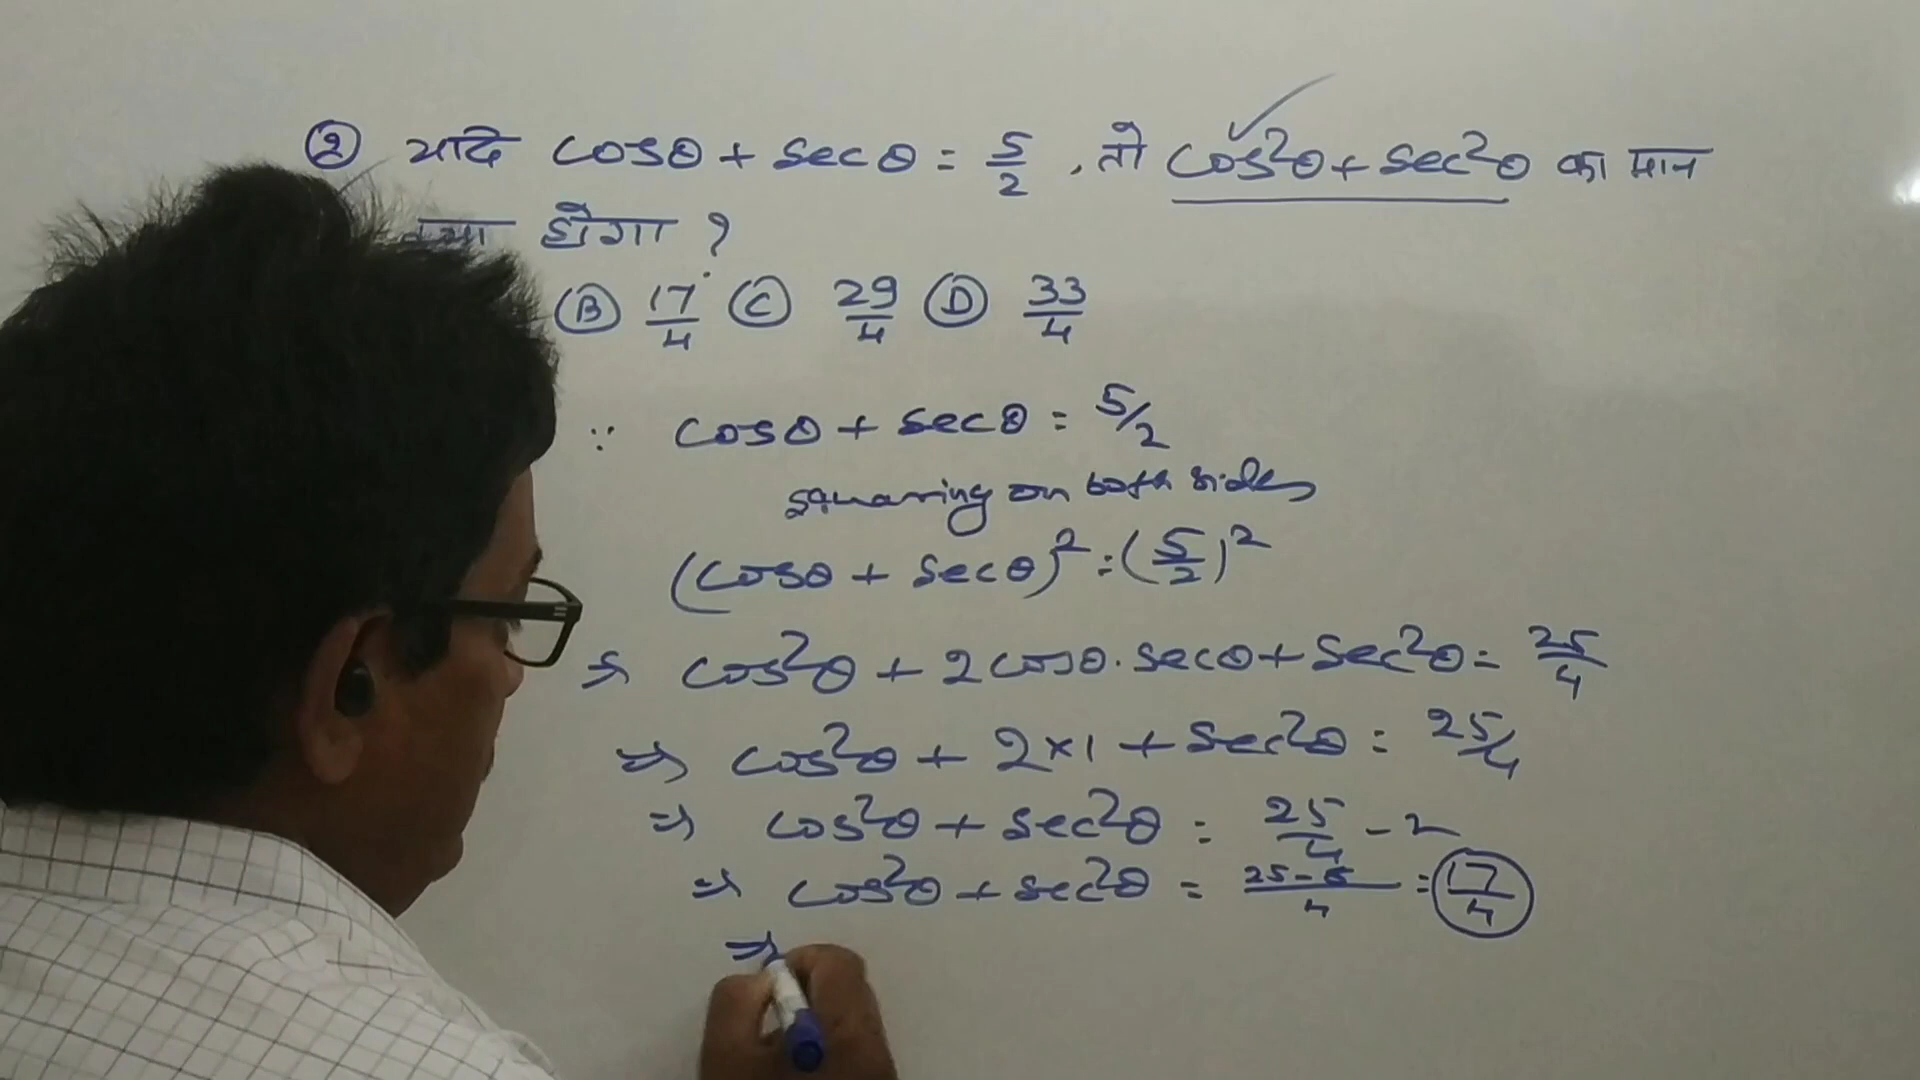 ② यदि cosθ + secθ = 5/2 , तो cos²θ + sec²θ का मान
क्या होगा ?
Ⓑ 17/4 Ⓒ 29/4 Ⓓ 33/4
∵ cosθ + secθ = 5/2
squaring on both sides
(cosθ + secθ)² = (5/2)²
⇒ cos²θ + 2cosθ.secθ + sec²θ = 25/4
⇒ cos²θ + 2×1 + sec²θ = 25/4
⇒ cos²θ + sec²θ = 25/4 - 2
⇒ cos²θ + sec²θ = 25-8/4 = 17/4
⇒